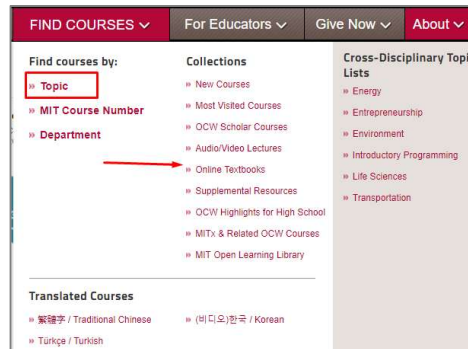 FIND COURSES
For Educators
Give Now
About
Find courses by:
» Topic
» MIT Course Number
» Department
Collections
» New Courses
» Most Visited Courses
» OCW Scholar Courses
» Audio/Video Lectures
» Online Textbooks
» Supplemental Resources
» OCW Highlights for High School
» MITx & Related OCW Courses
» MIT Open Learning Library
Cross-Disciplinary Topi
Lists
» Energy
» Entrepreneurship
» Environment
» Introductory Programming
» Life Sciences
» Transportation
Translated Courses
» 繁體字 / Traditional Chinese
» Türkçe / Turkish
» (비디오)한국 / Korean